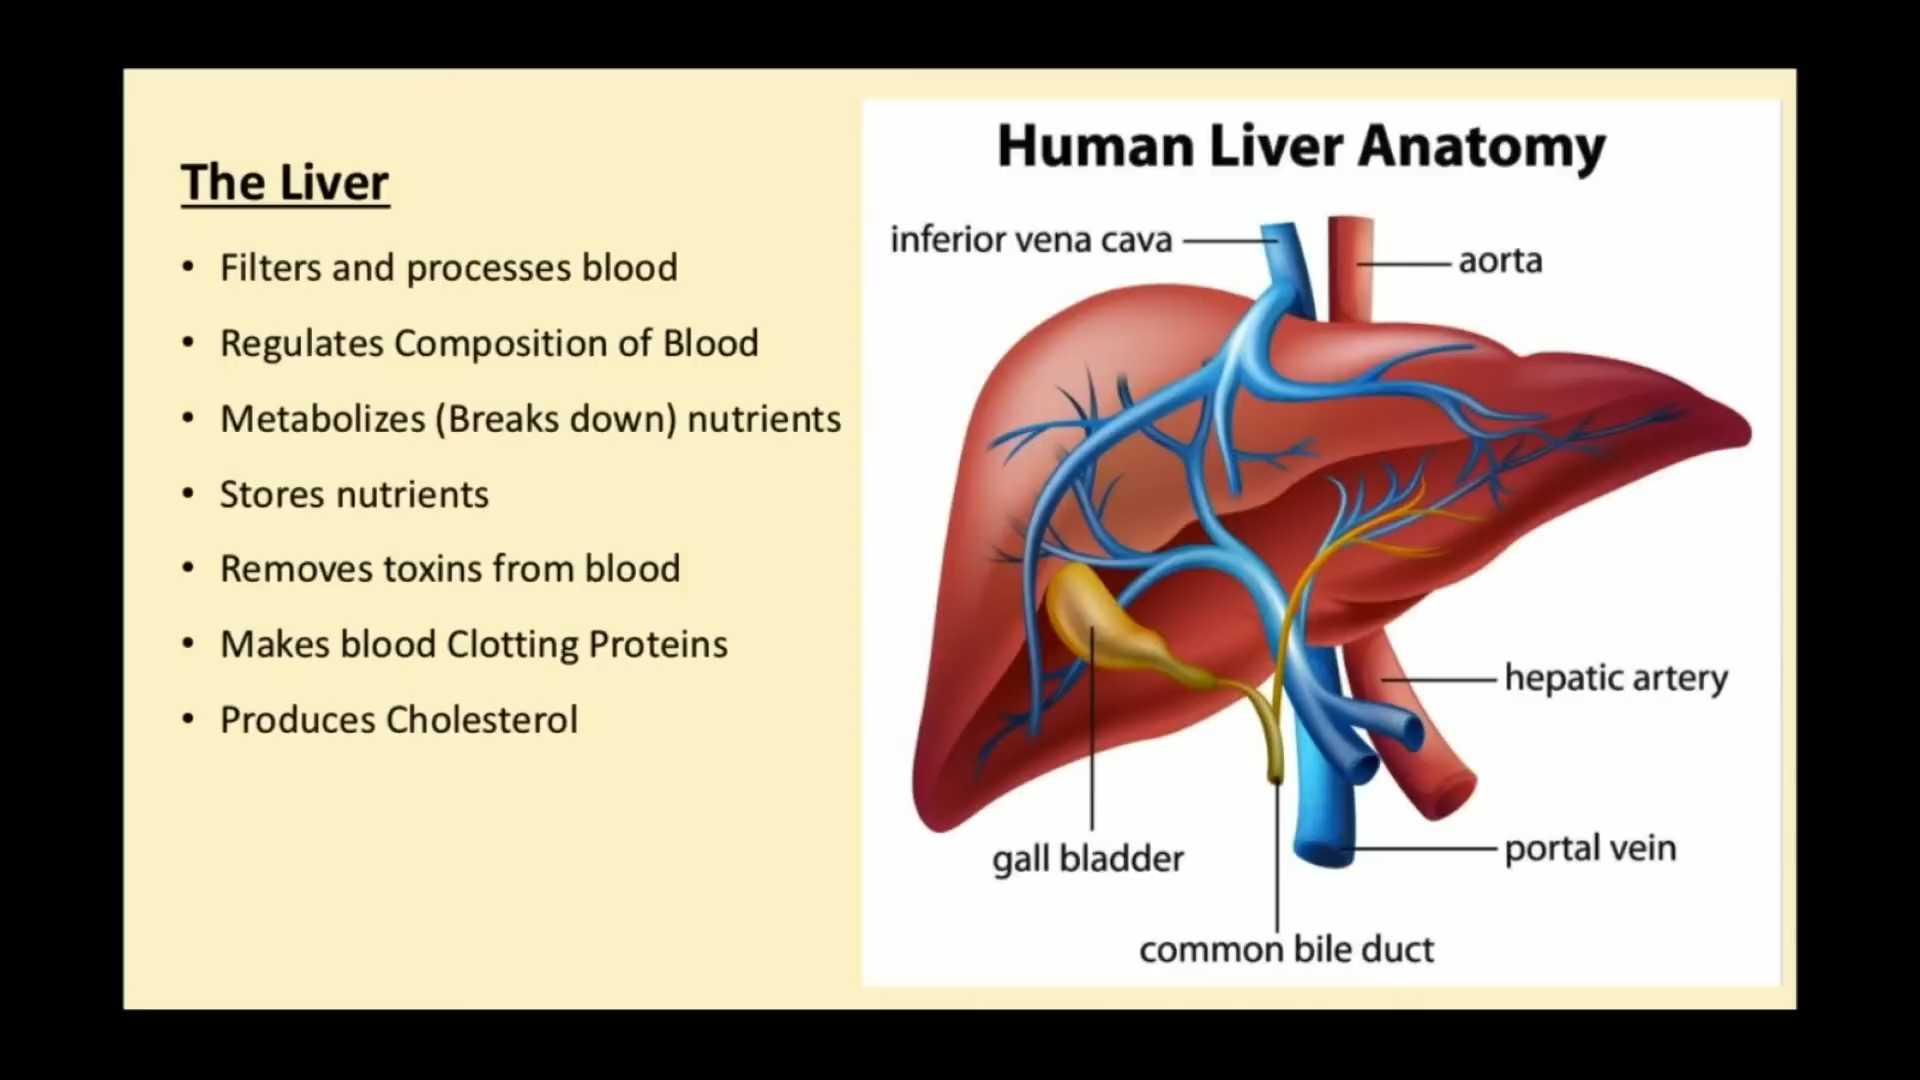 The Liver
• Filters and processes blood
• Regulates Composition of Blood
• Metabolizes (Breaks down) nutrients
• Stores nutrients
• Removes toxins from blood
• Makes blood Clotting Proteins
• Produces Cholesterol
Human Liver Anatomy
inferior vena cava
aorta
hepatic artery
portal vein
gall bladder
common bile duct